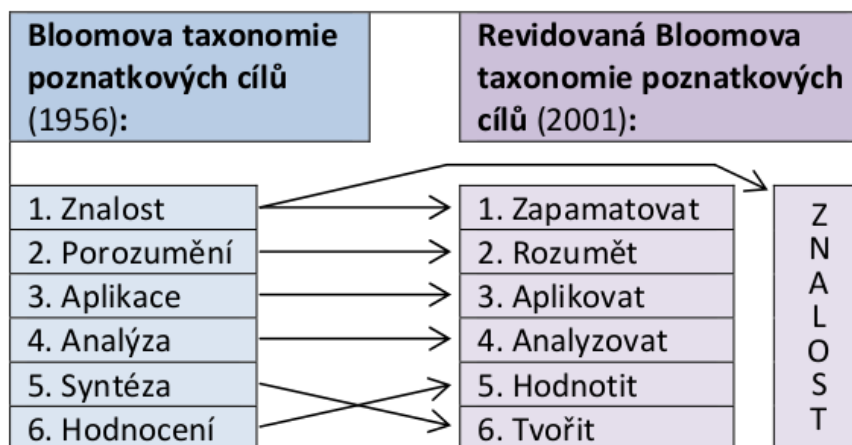 Bloomova taxonomie
poznatkových cílů
(1956):
Revidovaná Bloomova
taxonomie poznatkových
cílů (2001):
1. Znalost
2. Porozumění
3. Aplikace
4. Analýza
5. Syntéza
6. Hodnocení
1. Zapamatovat
2. Rozumět
3. Aplikovat
4. Analyzovat
5. Hodnotit
6. Tvořit
Z
N
A
L
O
S
T